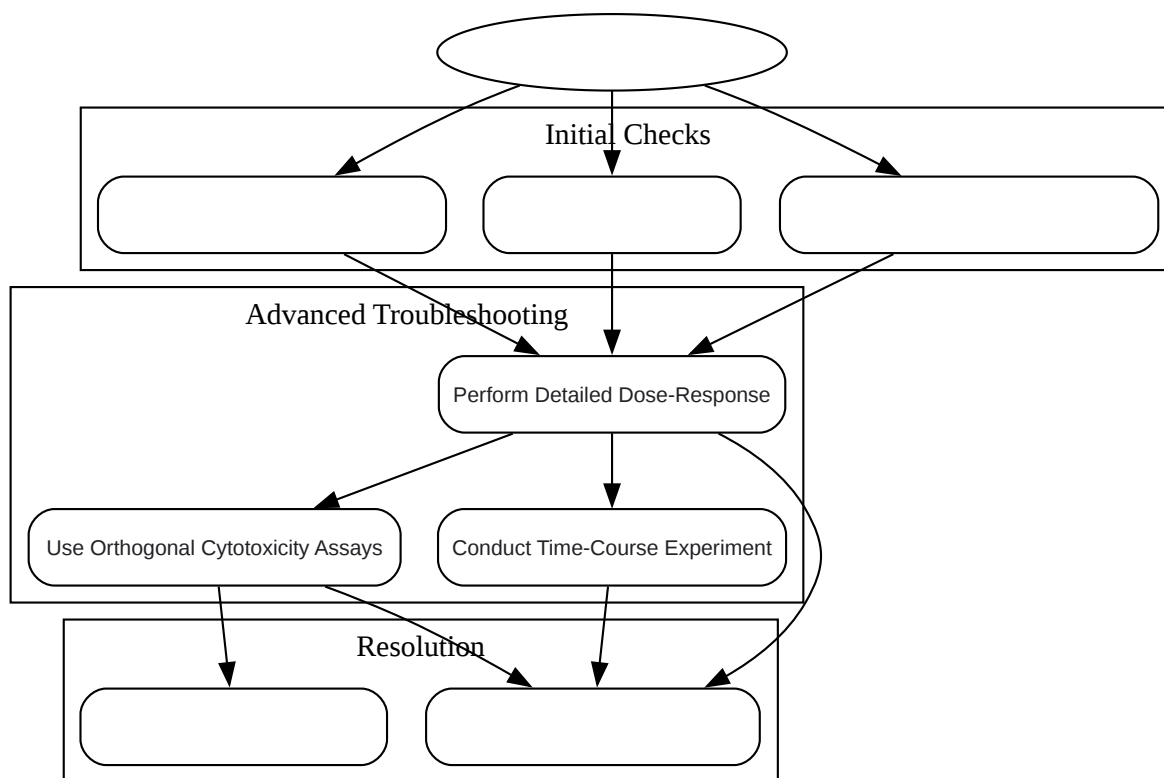 Initial Checks
Advanced Troubleshooting
Perform Detailed Dose-Response
Use Orthogonal Cytotoxicity Assays
Conduct Time-Course Experiment
Resolution